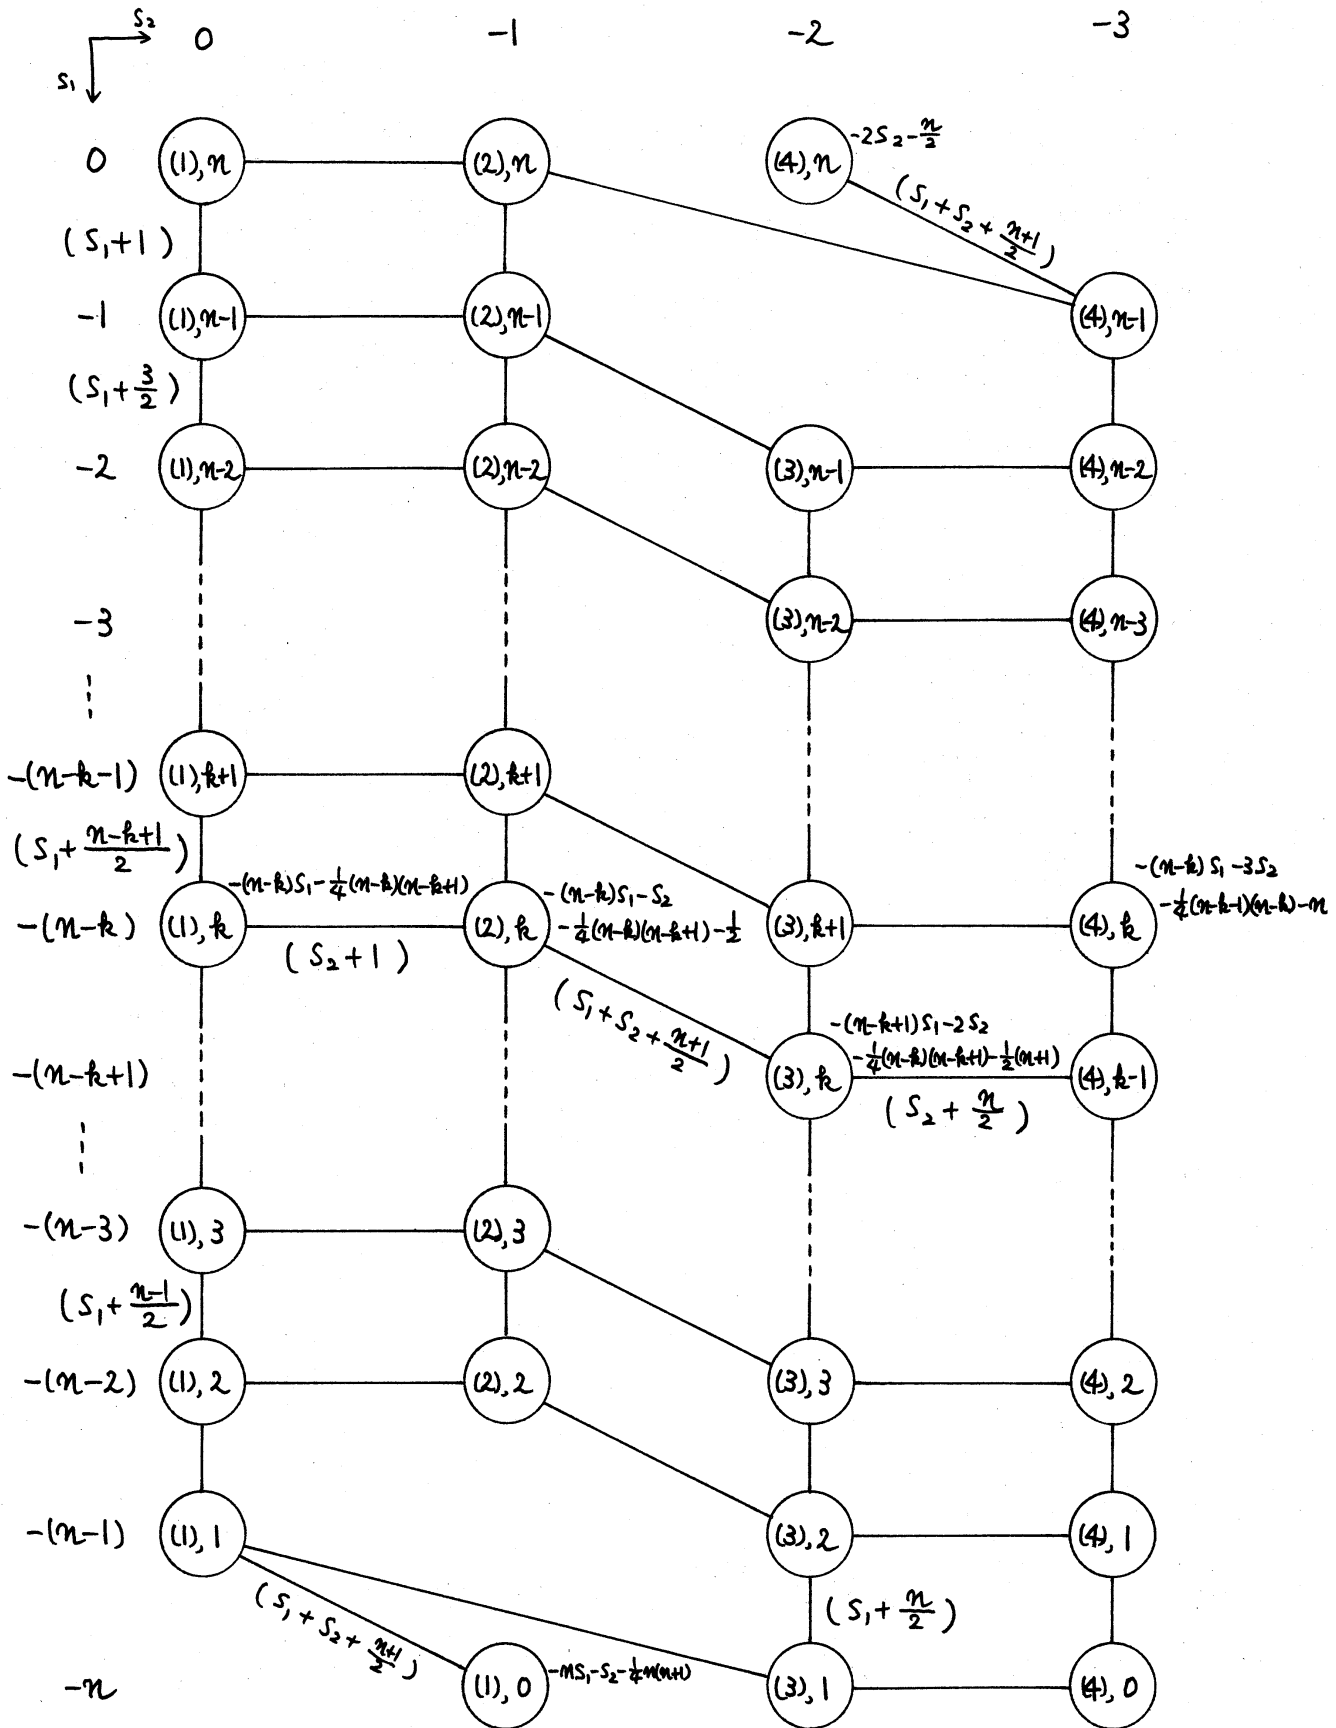 S₂ 0 -1 -2 -3
S₁
0 (1),n (2),n (4),n -2S₂-n/2
(S₁+S₂+(n+1)/2)
(S₁+1)
-1 (1),n-1 (2),n-1 (4),n-1
(S₁+3/2)
-2 (1),n-2 (2),n-2 (3),n-1 (4),n-2
-3 (3),n-2 (4),n-3
-(n-k-1) (1),k+1 (2),k+1
(S₁+(n-k+1)/2)
-(n-k)S₁-¼(n-k)(n-k+1)
-(n-k)S₁-S₂
-¼(n-k)(n-k+1)-½
-(n-k)S₁-3S₂
-¼(n-k-1)(n-k)-n
-(n-k) (1),k (2),k (3),k+1 (4),k
(S₂+1)
(S₁+S₂+(n+1)/2)
-(n-k+1)S₁-2S₂
-¼(n-k)(n-k+1)-½(n+1)
-(n-k+1) (3),k (4),k-1
(S₂+n/2)
-(n-3) (1),3 (2),3
(S₁+(n-1)/2)
-(n-2) (1),2 (2),2 (3),3 (4),2
-(n-1) (1),1 (3),2 (4),1
(S₁+S₂+(n+1)/2)
(S₁+n/2)
-n (1),0 -nS₁-S₂-¼n(n+1) (3),1 (4),0